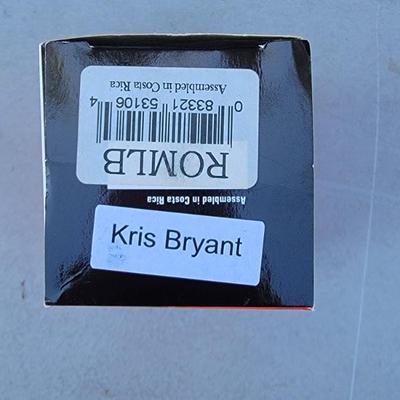 ROMLB
0 83321 53106 4
Assembled in Costa Rica
Assembled in Costa Rica
Kris Bryant